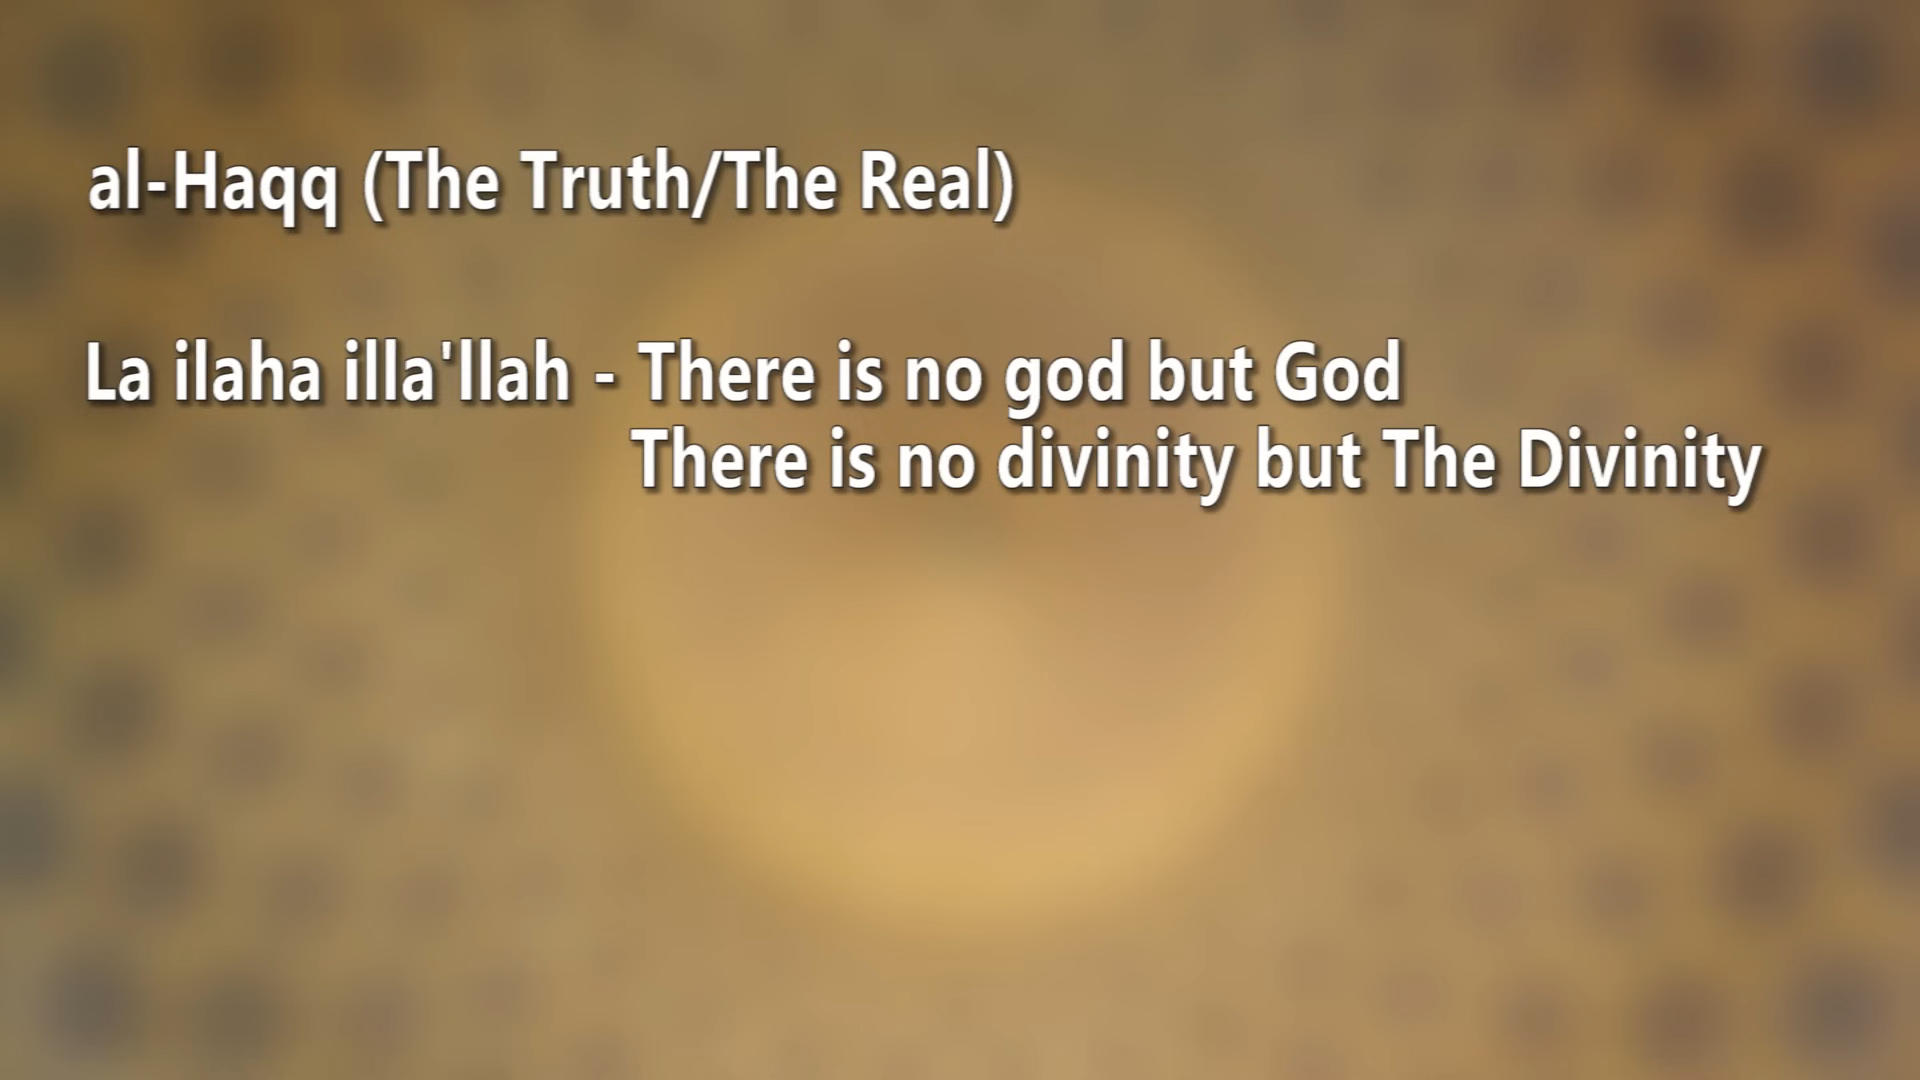 al-Haqq (The Truth/The Real)
La ilaha illa'llah - There is no god but God
There is no divinity but The Divinity